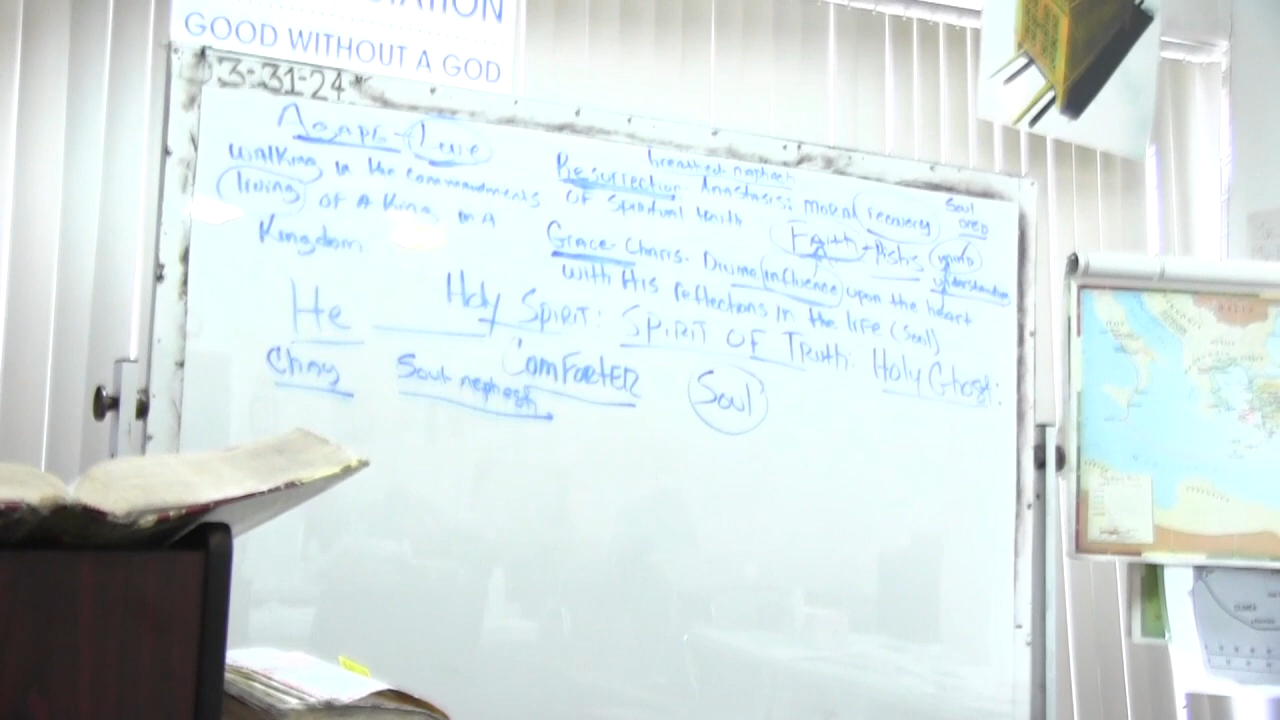 GOOD WITHOUT A GOD
3-31-24
Agape - Love
walking in the commandments
living of a King in a
Kingdom
breathed nephesh
Resurrection Anastasis: moral recovery
of spiritual truth
Soul
Faith - Pistis mind
understanding
Grace - Charis. Divine influence upon the heart
with His reflections in the life (soul)
He Holy Spirit: Spirit OF Truth: Holy Ghost:
Chay Soul nephesh ComForter Soul